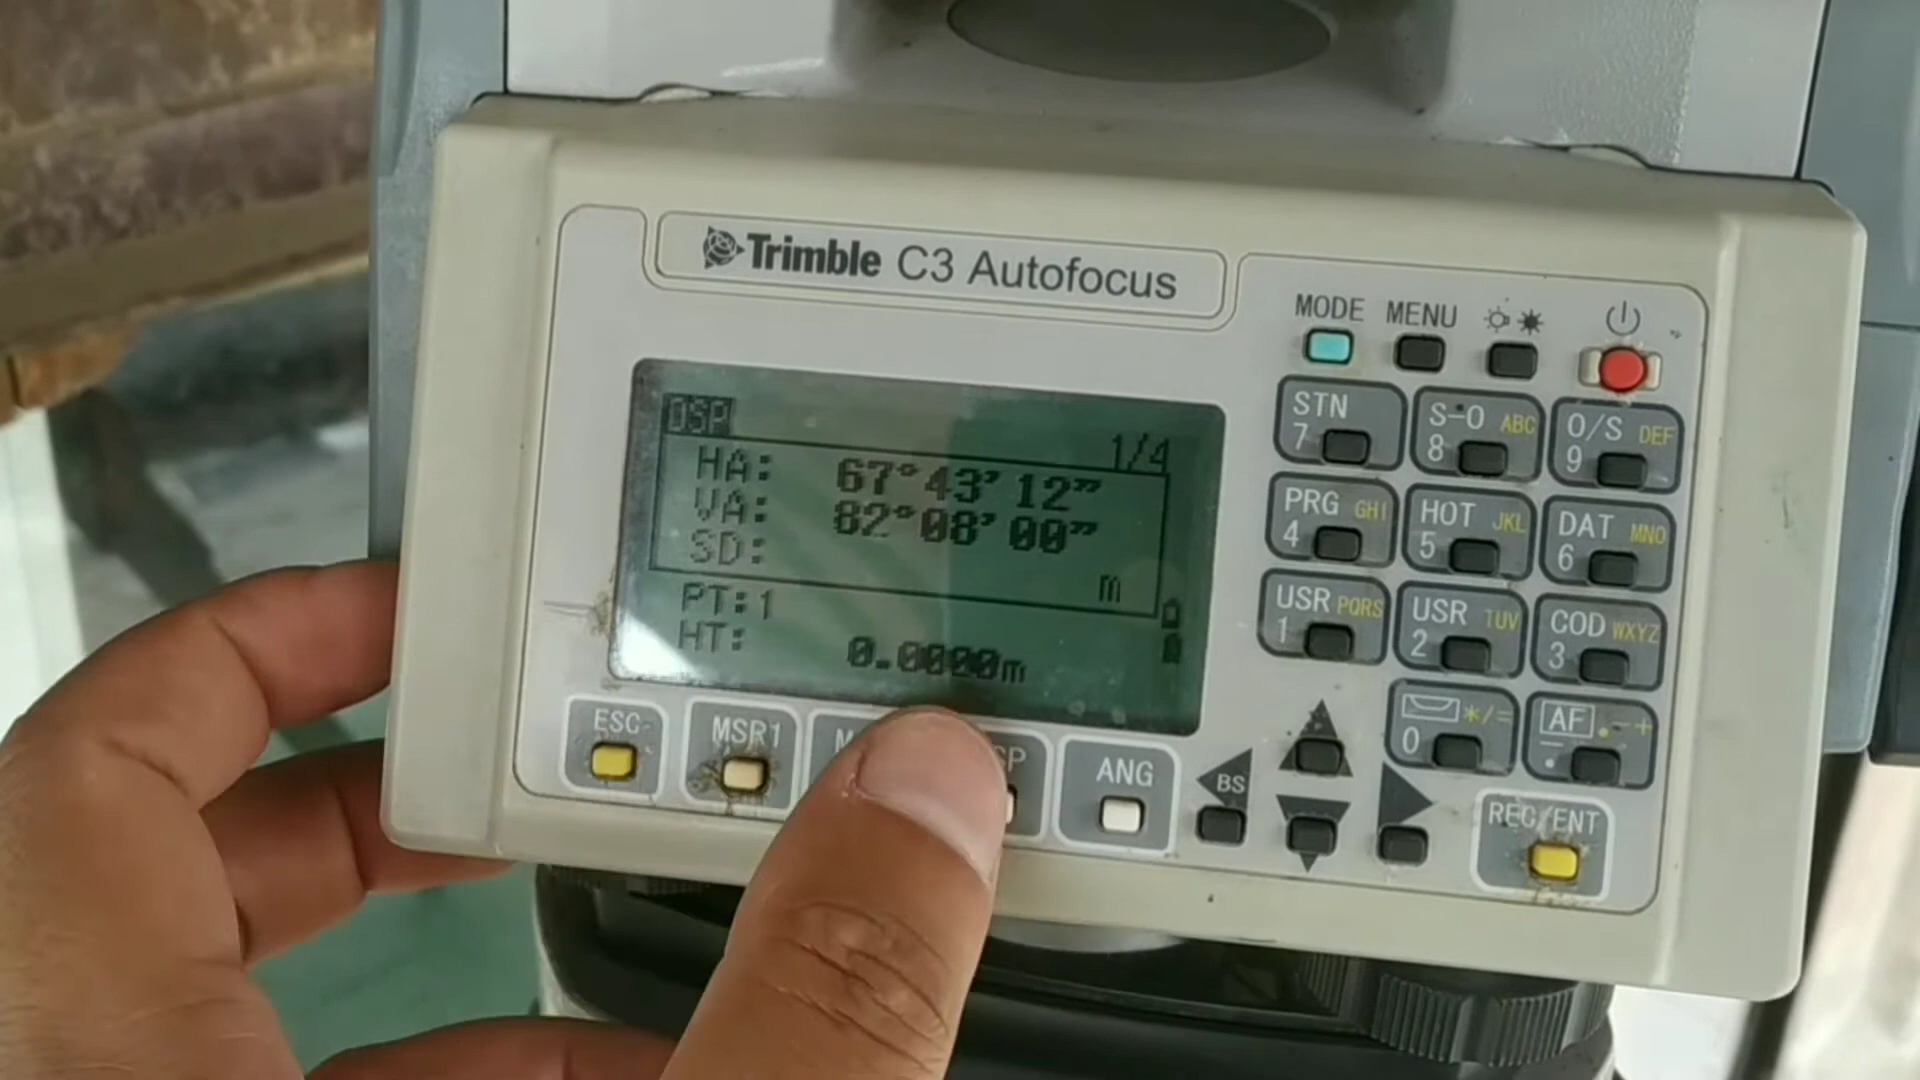 Trimble C3 Autofocus
MODE MENU
DSP
1/4
HA: 67°43'12"
VA: 82°08'00"
SD: m
PT:1
HT: 0.0000m
STN 7
S-O ABC 8
O/S DEF 9
PRG GHI 4
HOT JKL 5
DAT MNO 6
USR PQRS 1
USR TUV 2
COD WXYZ 3
*/= 0
AF .-+
ESC
MSR1
ANG
BS
REC/ENT